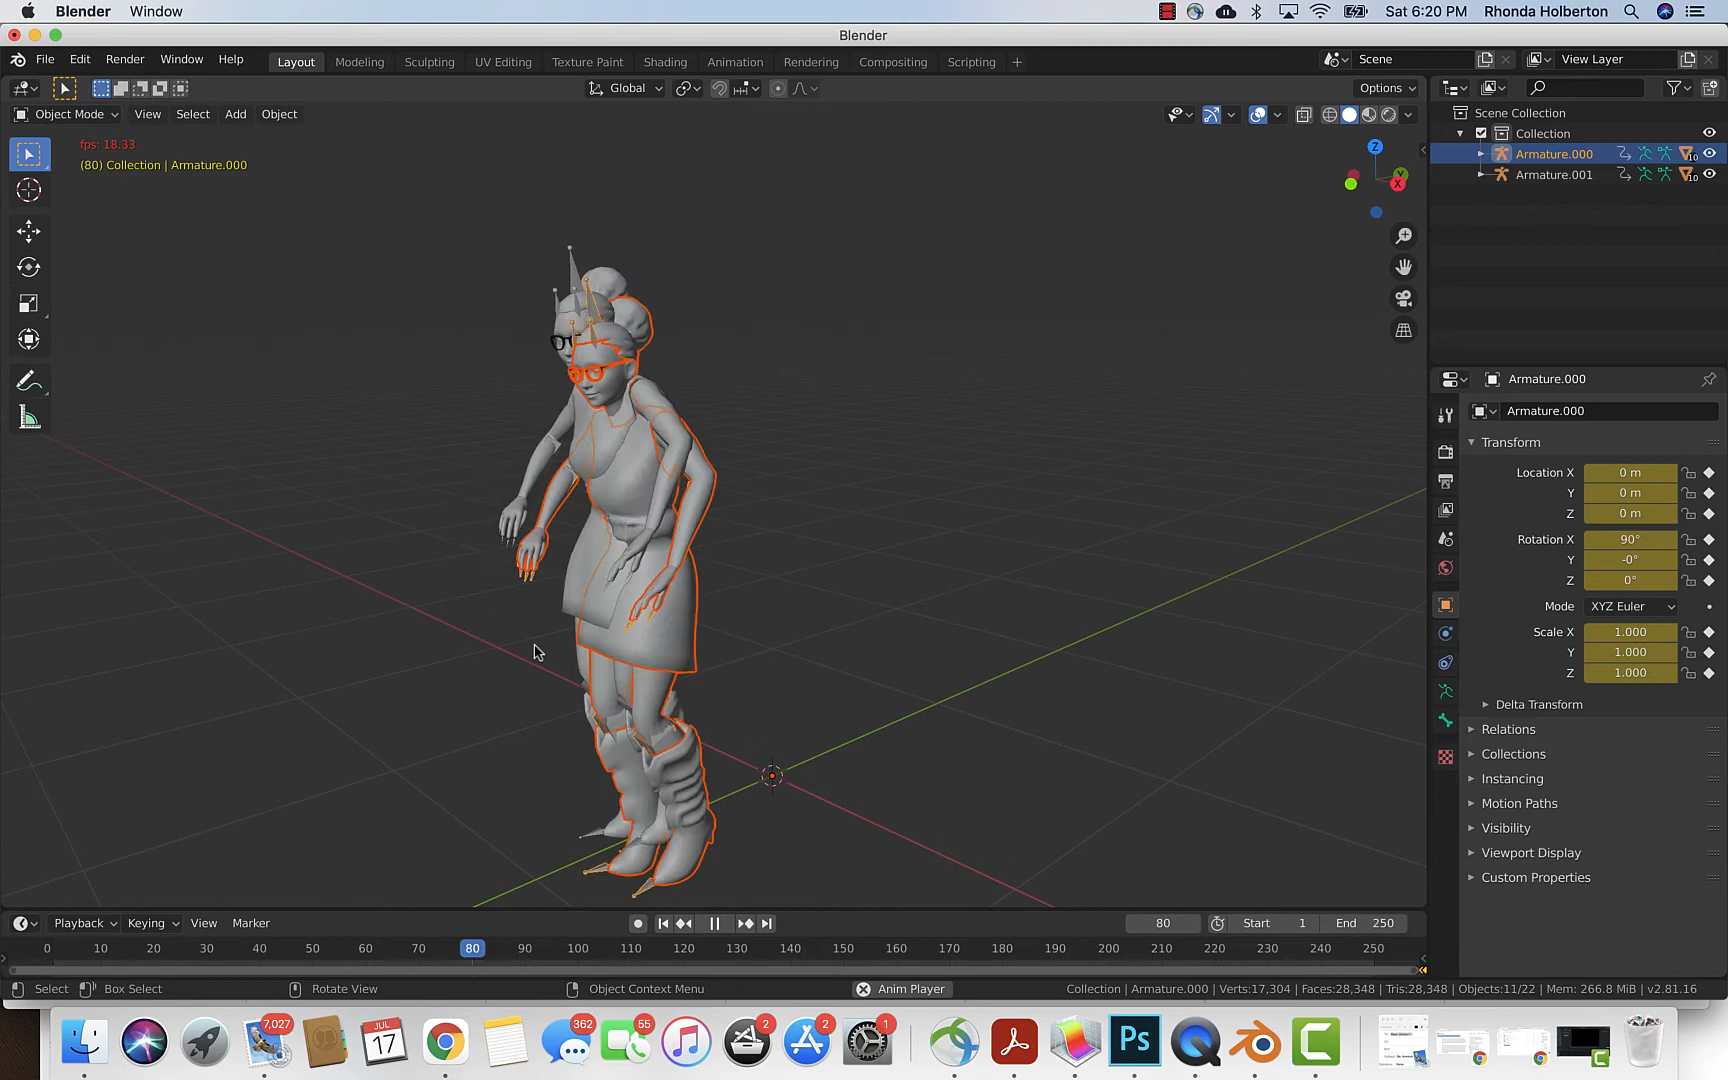 Blender Window Sat 6:20 PM Rhonda Holberton
Blender
File Edit Render Window Help Layout Modeling Sculpting UV Editing Texture Paint Shading Animation Rendering Compositing Scripting + Scene View Layer
Global Options
Object Mode View Select Add Object
Scene Collection
Collection
Armature.000 10
Armature.001 10
fps: 18.33
(80) Collection | Armature.000
Z
Y
X
Armature.000
Armature.000
Transform
Location X 0 m
Y 0 m
Z 0 m
Rotation X 90°
Y -0°
Z 0°
Mode XYZ Euler
Scale X 1.000
Y 1.000
Z 1.000
Delta Transform
Relations
Collections
Instancing
Motion Paths
Visibility
Viewport Display
Custom Properties
Playback Keying View Marker 80 Start 1 End 250
0 10 20 30 40 50 60 70 80 90 100 110 120 130 140 150 160 170 180 190 200 210 220 230 240 250
Select Box Select Rotate View Object Context Menu Anim Player Collection | Armature.000 | Verts:17,304 | Faces:28,348 | Tris:28,348 | Objects:11/22 | Mem: 266.8 MiB | v2.81.16
7,027 JUL 17 362 55 2 2 1 Ps